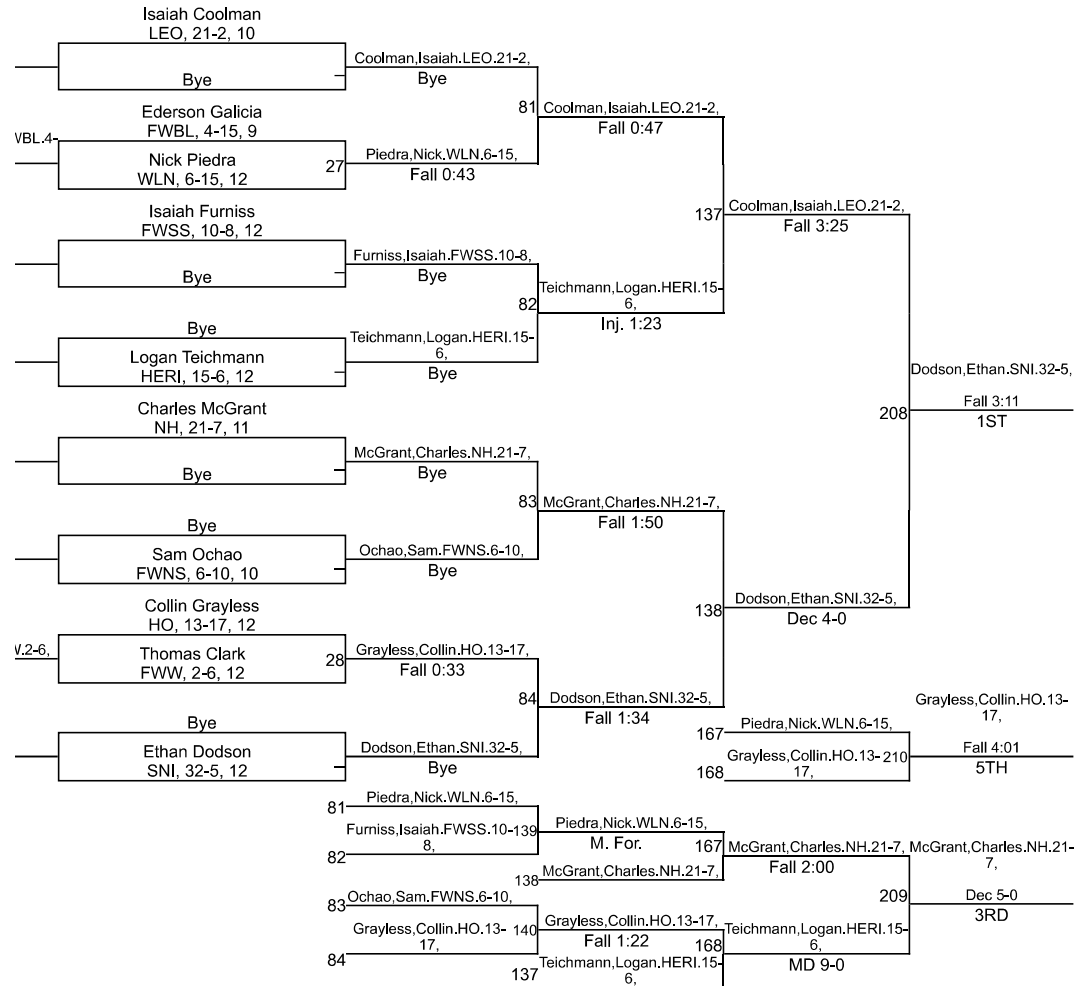 Isaiah Coolman
LEO, 21-2, 10
Bye
Coolman,Isaiah.LEO.21-2,
Bye
81
Coolman,Isaiah.LEO.21-2,
Fall 0:47
Ederson Galicia
FWBL, 4-15, 9
Nick Piedra
WLN, 6-15, 12
27
Piedra,Nick.WLN.6-15,
Fall 0:43
137
Coolman,Isaiah.LEO.21-2,
Fall 3:25
Isaiah Furniss
FWSS, 10-8, 12
Bye
Furniss,Isaiah.FWSS.10-8,
Bye
82
Teichmann,Logan.HERI.15-
6,
Inj. 1:23
Bye
Logan Teichmann
HERI, 15-6, 12
Teichmann,Logan.HERI.15-
6,
Bye
208
Dodson,Ethan.SNI.32-5,
Fall 3:11
1ST
Charles McGrant
NH, 21-7, 11
Bye
McGrant,Charles.NH.21-7,
Bye
83
McGrant,Charles.NH.21-7,
Fall 1:50
Bye
Sam Ochao
FWNS, 6-10, 10
Ochao,Sam.FWNS.6-10,
Bye
138
Dodson,Ethan.SNI.32-5,
Dec 4-0
Collin Grayless
HO, 13-17, 12
Thomas Clark
FWW, 2-6, 12
28
Grayless,Collin.HO.13-17,
Fall 0:33
84
Dodson,Ethan.SNI.32-5,
Fall 1:34
Bye
Ethan Dodson
SNI, 32-5, 12
Dodson,Ethan.SNI.32-5,
Bye
167
Piedra,Nick.WLN.6-15,
168
Grayless,Collin.HO.13-
17,
210
Grayless,Collin.HO.13-
17,
Fall 4:01
5TH
81
Piedra,Nick.WLN.6-15,
82
Furniss,Isaiah.FWSS.10-
8,
139
Piedra,Nick.WLN.6-15,
M. For.
138
McGrant,Charles.NH.21-7,
167
McGrant,Charles.NH.21-7,
Fall 2:00
83
Ochao,Sam.FWNS.6-10,
84
Grayless,Collin.HO.13-
17,
140
Grayless,Collin.HO.13-17,
Fall 1:22
137
Teichmann,Logan.HERI.15-
6,
168
Teichmann,Logan.HERI.15-
6,
MD 9-0
209
McGrant,Charles.NH.21-
7,
Dec 5-0
3RD